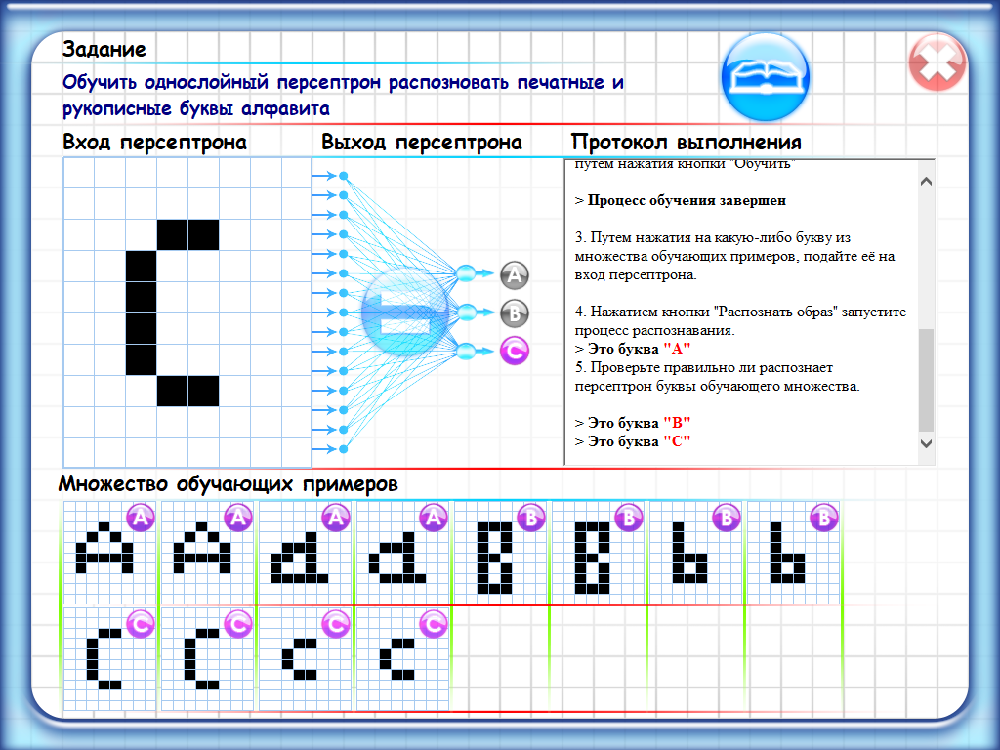 Задание
Обучить однослойный персептрон распозновать печатные и
рукописные буквы алфавита
Вход персептрона
Выход персептрона
Протокол выполнения
A
B
C
путем нажатия кнопки "Обучить"
> Процесс обучения завершен
3. Путем нажатия на какую-либо букву из
множества обучающих примеров, подайте её на
вход персептрона.
4. Нажатием кнопки "Распознать образ" запустите
процесс распознавания.
> Это буква "A"
5. Проверьте правильно ли распознает
персептрон буквы обучающего множества.
> Это буква "B"
> Это буква "C"
Множество обучающих примеров
A A A A B B B B
C C C C